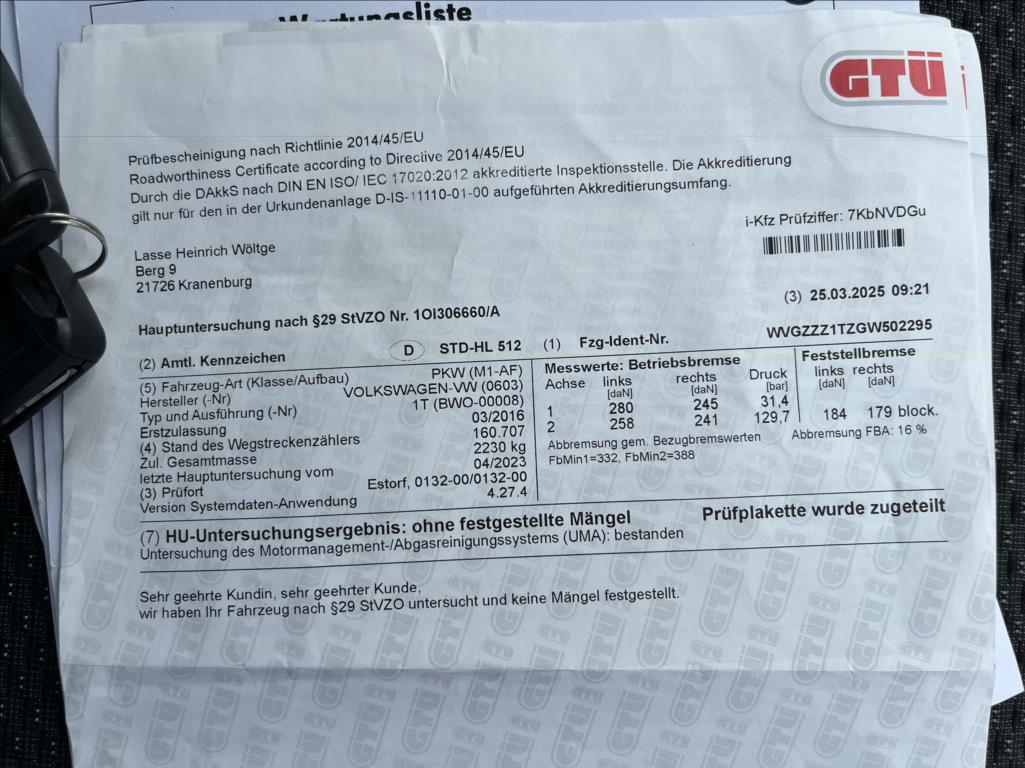 Wartungsliste
GTÜ
Prüfbescheinigung nach Richtlinie 2014/45/EU
Roadworthiness Certificate according to Directive 2014/45/EU
Durch die DAkkS nach DIN EN ISO/ IEC 17020:2012 akkreditierte Inspektionsstelle. Die Akkreditierung
gilt nur für den in der Urkundenanlage D-IS-11110-01-00 aufgeführten Akkreditierungsumfang.
i-Kfz Prüfziffer: 7KbNVDGu
Lasse Heinrich Wöltge
Berg 9
21726 Kranenburg
(3) 25.03.2025 09:21
Hauptuntersuchung nach §29 StVZO Nr. 1OI306660/A
(2) Amtl. Kennzeichen D STD-HL 512 (1) Fzg-Ident-Nr. WVGZZZ1TZGW502295
(5) Fahrzeug-Art (Klasse/Aufbau) PKW (M1-AF)
Hersteller (-Nr) VOLKSWAGEN-VW (0603)
Typ und Ausführung (-Nr) 1T (BWO-00008)
Erstzulassung 03/2016
(4) Stand des Wegstreckenzählers 160.707
Zul. Gesamtmasse 2230 kg
letzte Hauptuntersuchung vom 04/2023
(3) Prüfort Estorf, 0132-00/0132-00
Version Systemdaten-Anwendung 4.27.4
Messwerte: Betriebsbremse
Achse links rechts Druck
[daN] [daN] [bar]
1 280 245 31,4
2 258 241 129,7
Abbremsung gem. Bezugbremswerten
FbMin1=332, FbMin2=388
Feststellbremse
links rechts
[daN] [daN]
184 179 block.
Abbremsung FBA: 16 %
(7) HU-Untersuchungsergebnis: ohne festgestellte Mängel Prüfplakette wurde zugeteilt
Untersuchung des Motormanagement-/Abgasreinigungssystems (UMA): bestanden
Sehr geehrte Kundin, sehr geehrter Kunde,
wir haben Ihr Fahrzeug nach §29 StVZO untersucht und keine Mängel festgestellt.